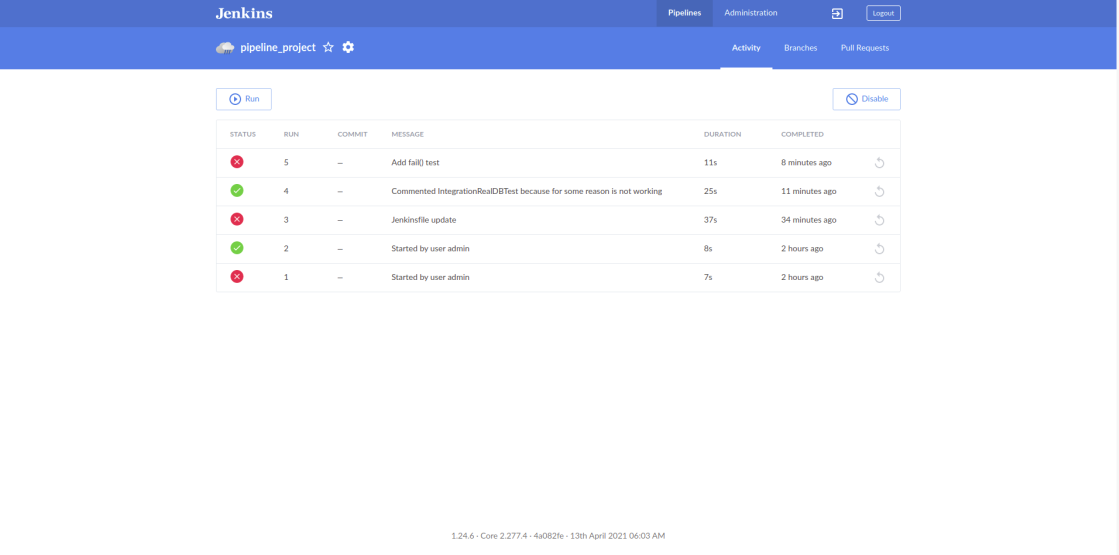 Jenkins Pipelines Administration Logout
pipeline_project Activity Branches Pull Requests
Run Disable
STATUS RUN COMMIT MESSAGE DURATION COMPLETED
5 – Add fail() test 11s 8 minutes ago
4 – Commented IntegrationRealDBTest because for some reason is not working 25s 11 minutes ago
3 – Jenkinsfile update 37s 34 minutes ago
2 – Started by user admin 8s 2 hours ago
1 – Started by user admin 7s 2 hours ago
1.24.6 · Core 2.277.4 · 4a082fe · 13th April 2021 06:03 AM